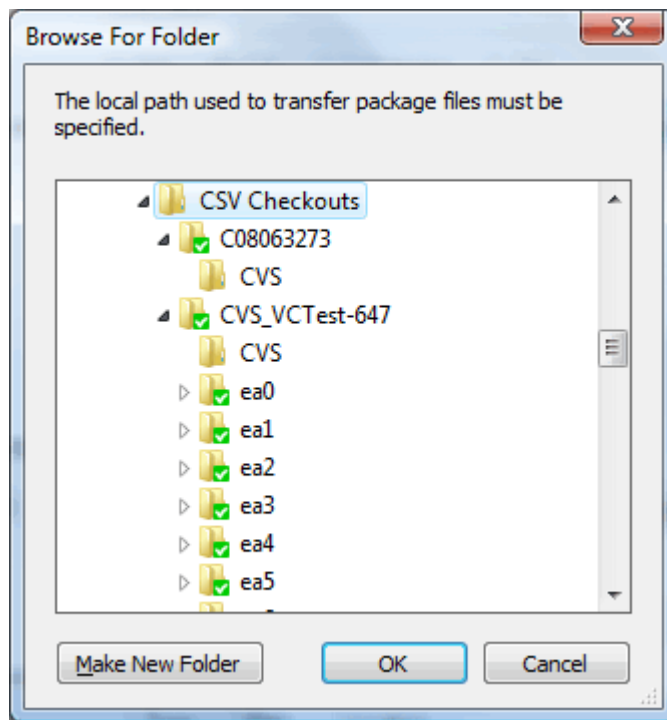 Browse For Folder
The local path used to transfer package files must be
specified.
CSV Checkouts
C08063273
CVS
CVS_VCTest-647
CVS
ea0
ea1
ea2
ea3
ea4
ea5
Make New Folder OK Cancel